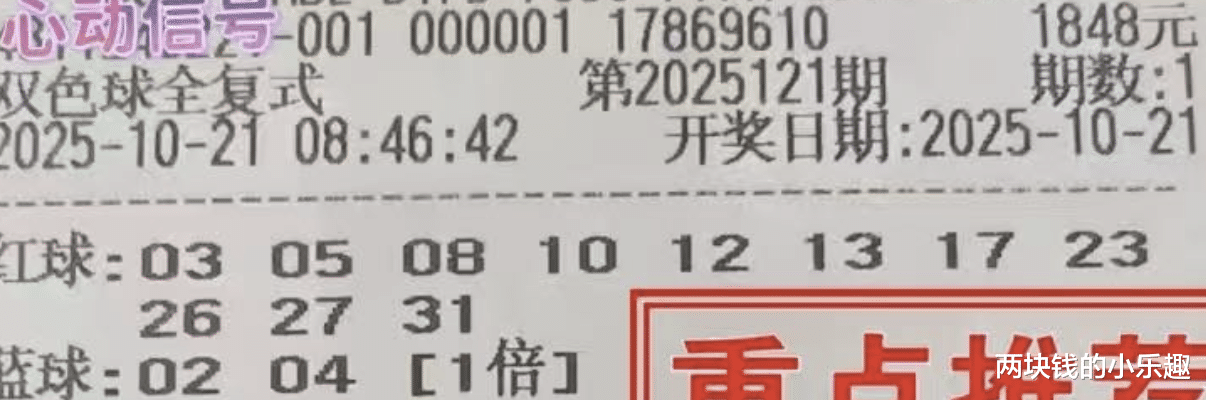 心动信号
-001 000001 17869610 1848元
双色球全复式 第2025121期 期数:1
2025-10-21 08:46:42 开奖日期:2025-10-21
红球:03 05 08 10 12 13 17 23
26 27 31
蓝球:02 04 [1倍]
重点推荐
两块钱的小乐趣